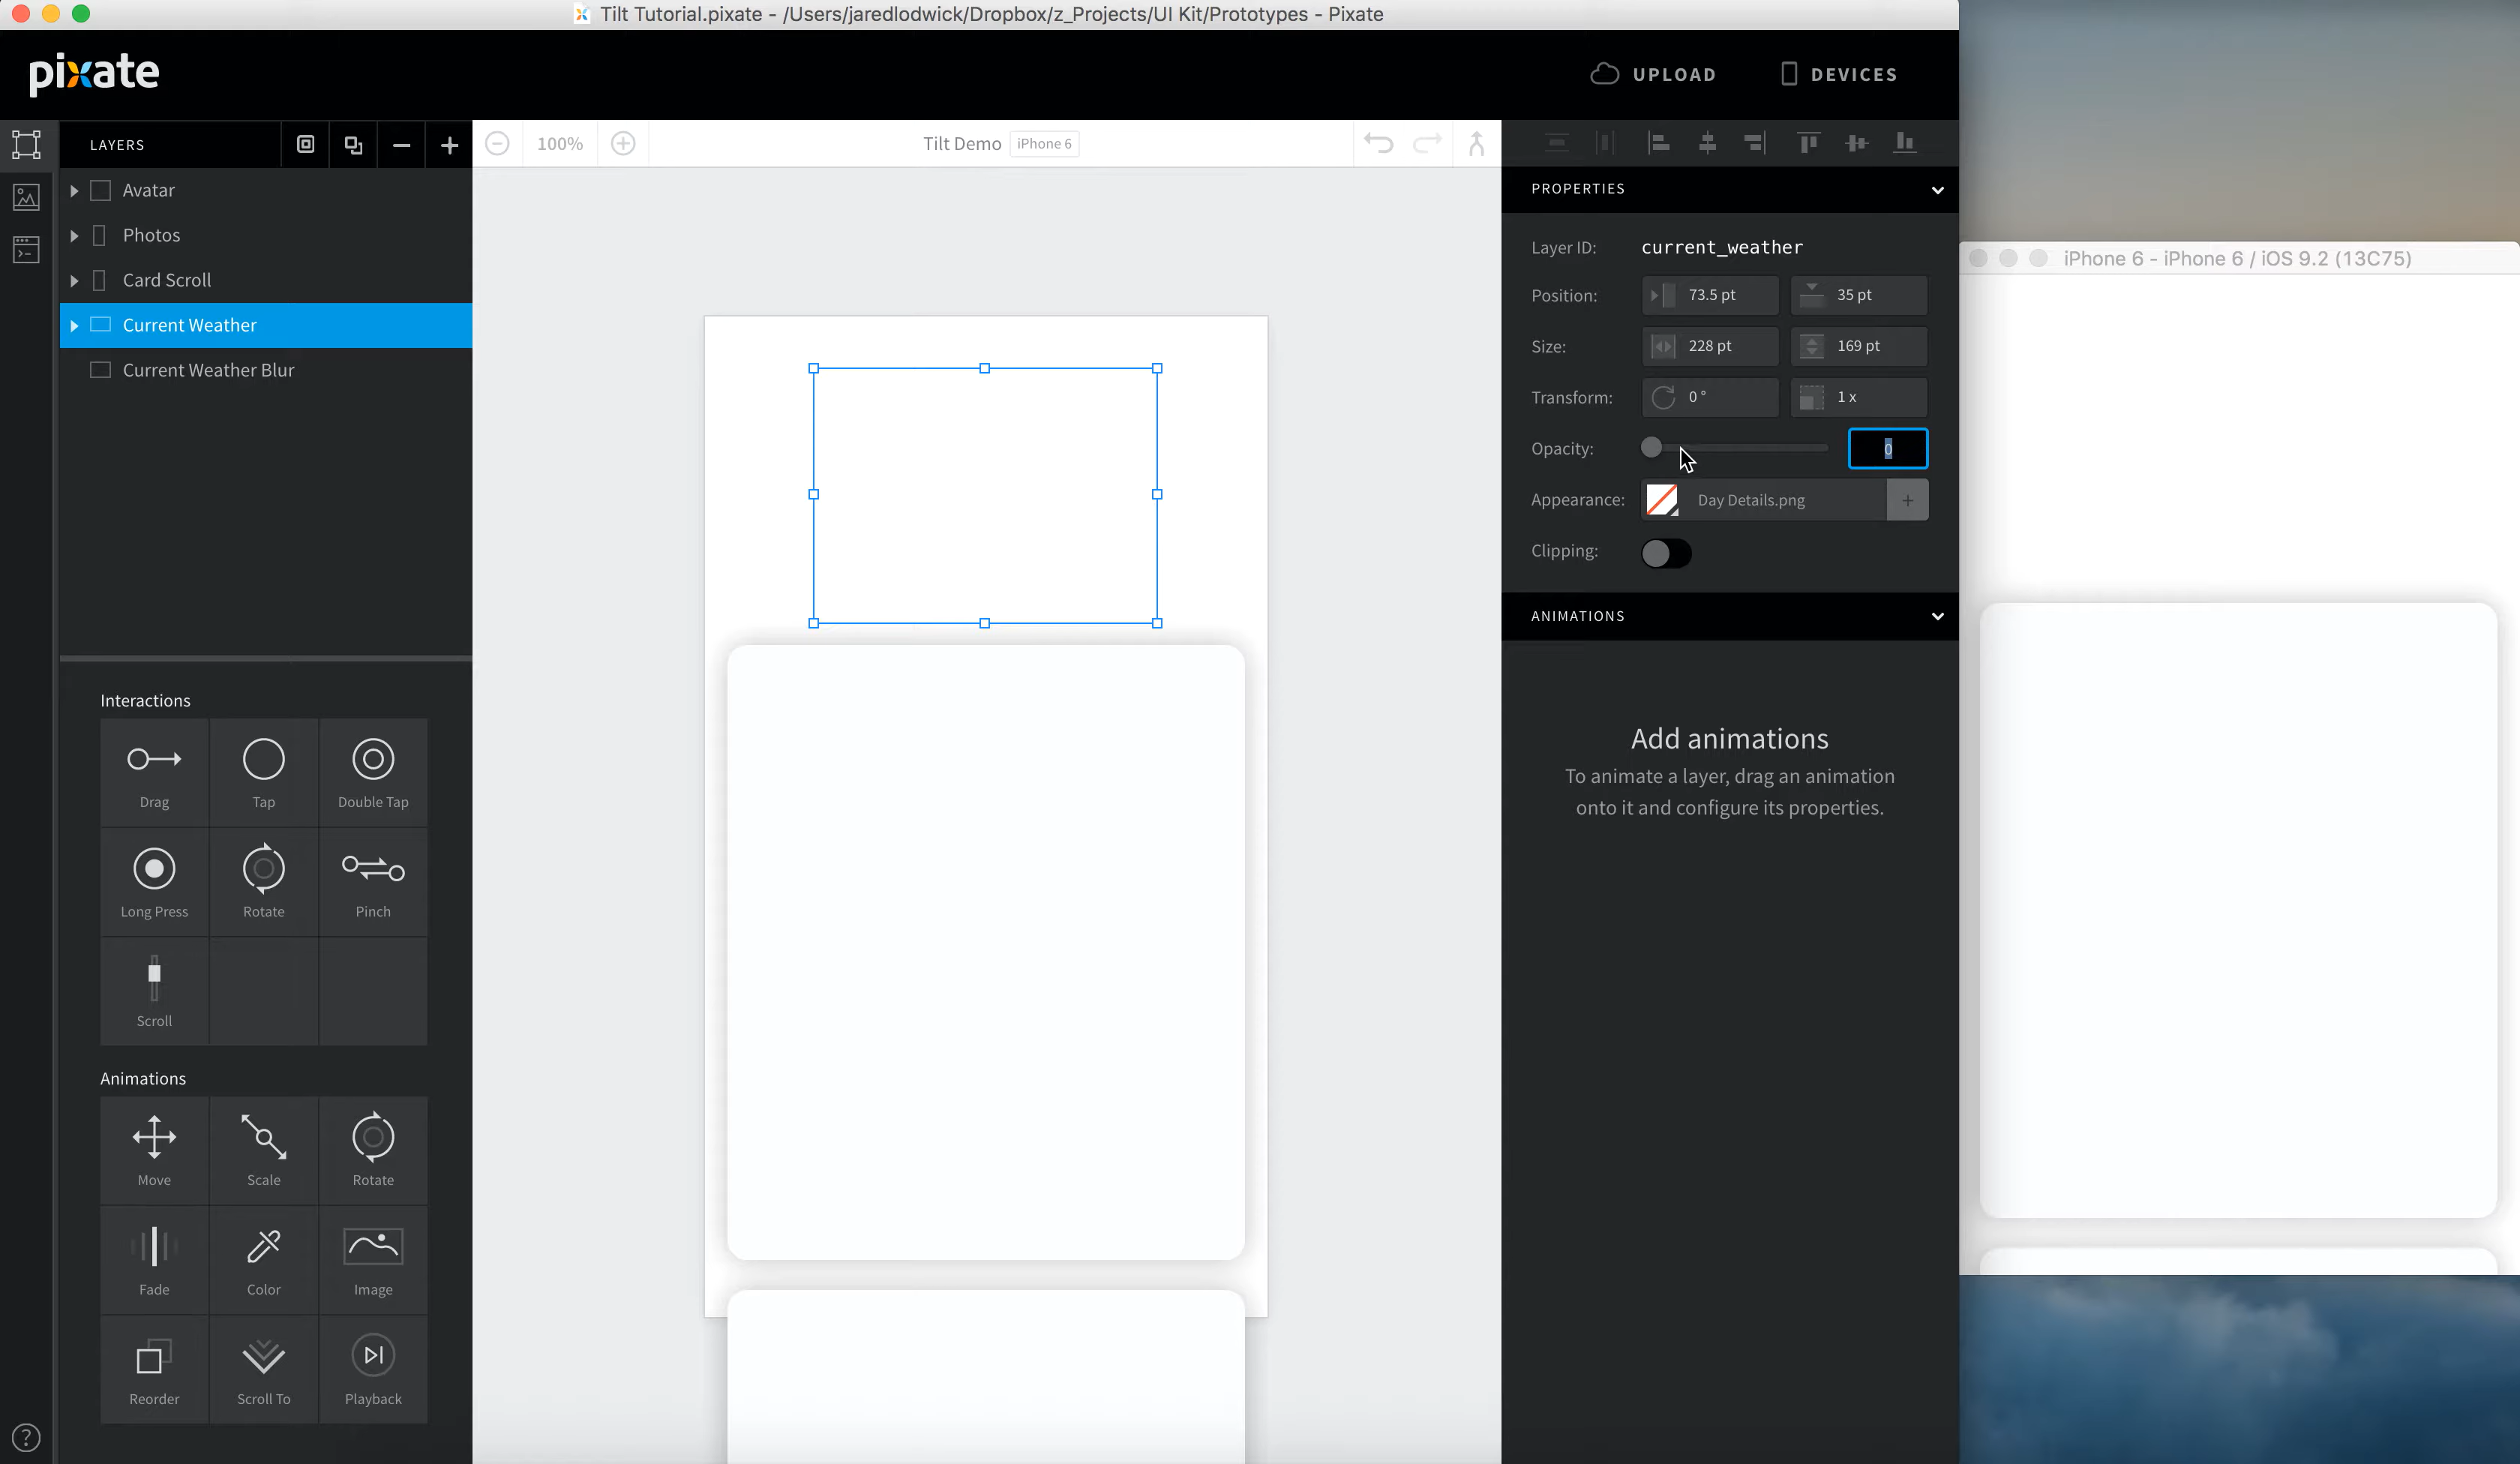 Tilt Tutorial.pixate - /Users/jaredlodwick/Dropbox/z_Projects/UI Kit/Prototypes - Pixate
pixate
UPLOAD
DEVICES
LAYERS
100%
Tilt Demo
iPhone 6
Avatar
Photos
Card Scroll
Current Weather
Current Weather Blur
Interactions
Drag
Tap
Double Tap
Long Press
Rotate
Pinch
Scroll
Animations
Move
Scale
Rotate
Fade
Color
Image
Reorder
Scroll To
Playback
?
PROPERTIES
Layer ID: current_weather
Position: 73.5 pt 35 pt
Size: 228 pt 169 pt
Transform: 0 ° 1 x
Opacity: 0
Appearance: Day Details.png +
Clipping:
ANIMATIONS
Add animations
To animate a layer, drag an animation
onto it and configure its properties.
iPhone 6 - iPhone 6 / iOS 9.2 (13C75)